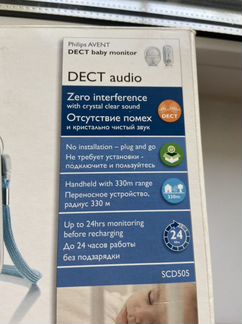 Philips AVENT
DECT baby monitor
DECT audio
Zero interference
with crystal clear sound
Отсутствие помех
и кристально чистый звук
DECT
No installation – plug and go
Не требует установки -
подключите и пользуйтесь
Handheld with 330m range
Переносное устройство,
радиус 330 м
330m
Up to 24hrs monitoring
before recharging
До 24 часов работы
без подзарядки
24
SCD505